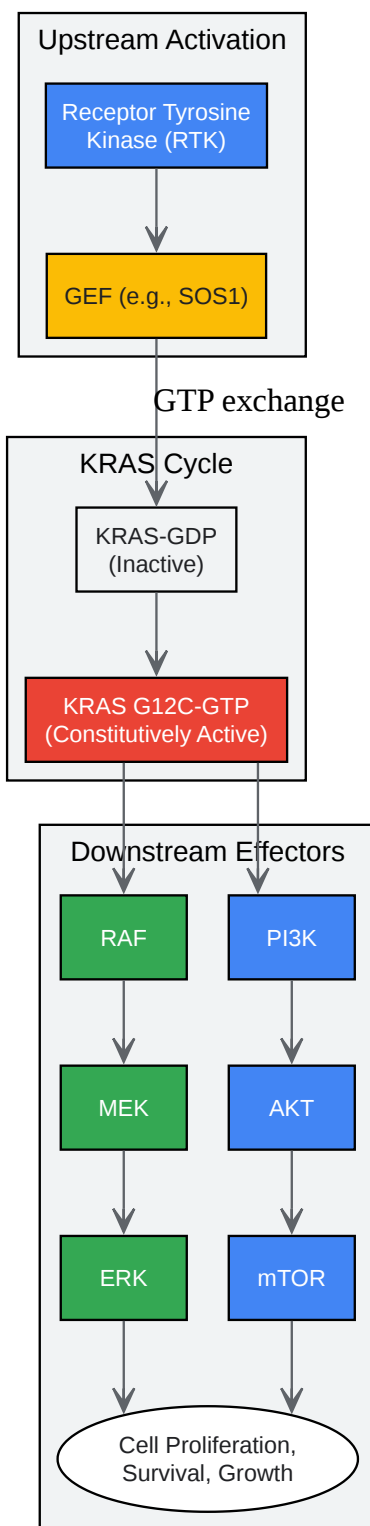 Upstream Activation
Receptor Tyrosine
Kinase (RTK)
GEF (e.g., SOS1)
GTP exchange
KRAS Cycle
KRAS-GDP
(Inactive)
KRAS G12C-GTP
(Constitutively Active)
Downstream Effectors
RAF
PI3K
MEK
AKT
ERK
mTOR
Cell Proliferation,
Survival, Growth